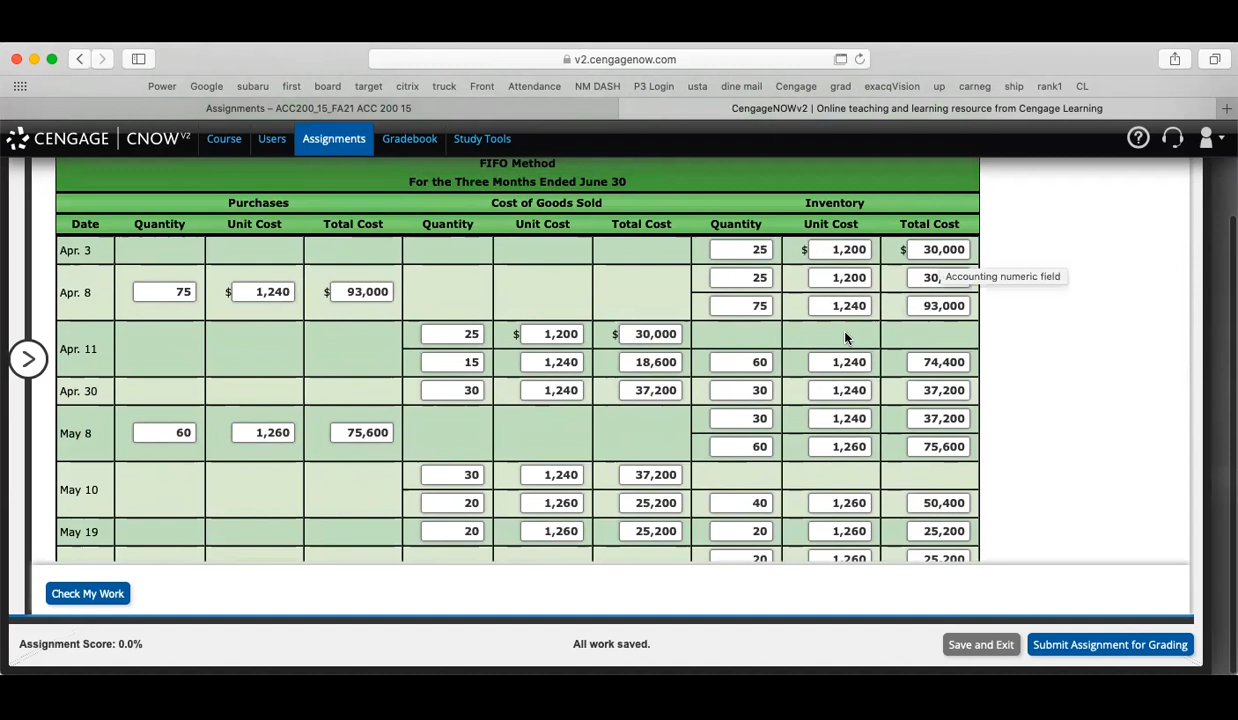 v2.cengagenow.com
Power Google subaru first board target citrix truck Front Attendance NM DASH P3 Login usta dine mail Cengage grad exacqVision up carneg ship rank1 CL
Assignments – ACC200_15_FA21 ACC 200 15 CengageNOWv2 | Online teaching and learning resource from Cengage Learning +
CENGAGE | CNOWV2 Course Users Assignments Gradebook Study Tools ?
FIFO Method
For the Three Months Ended June 30
Purchases Cost of Goods Sold Inventory
Date Quantity Unit Cost Total Cost Quantity Unit Cost Total Cost Quantity Unit Cost Total Cost
Apr. 3 25 $ 1,200 $ 30,000
25 1,200 30, Accounting numeric field
Apr. 8 75 $ 1,240 $ 93,000
75 1,240 93,000
25 $ 1,200 $ 30,000
Apr. 11
15 1,240 18,600 60 1,240 74,400
Apr. 30 30 1,240 37,200 30 1,240 37,200
30 1,240 37,200
May 8 60 1,260 75,600
60 1,260 75,600
30 1,240 37,200
May 10
20 1,260 25,200 40 1,260 50,400
May 19 20 1,260 25,200 20 1,260 25,200
20 1,260 25,200
Check My Work
Assignment Score: 0.0% All work saved. Save and Exit Submit Assignment for Grading